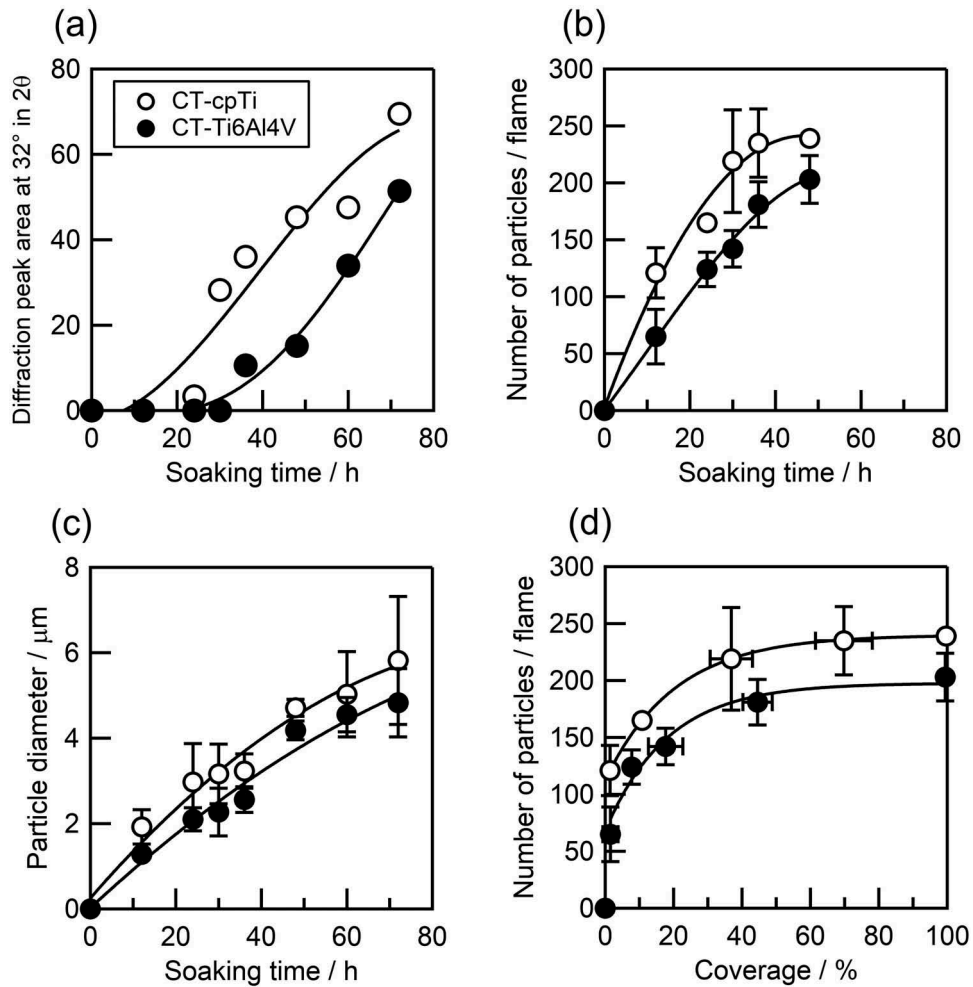 (a)
Diffraction peak area at 32° in 2θ
80
60
40
20
0
CT-cpTi
CT-Ti6Al4V
0 20 40 60 80
Soaking time / h
(b)
Number of particles / flame
300
250
200
150
100
50
0
0 20 40 60 80
Soaking time / h
(c)
Particle diameter / μm
8
6
4
2
0
0 20 40 60 80
Soaking time / h
(d)
Number of particles / flame
300
250
200
150
100
50
0
0 20 40 60 80 100
Coverage / %